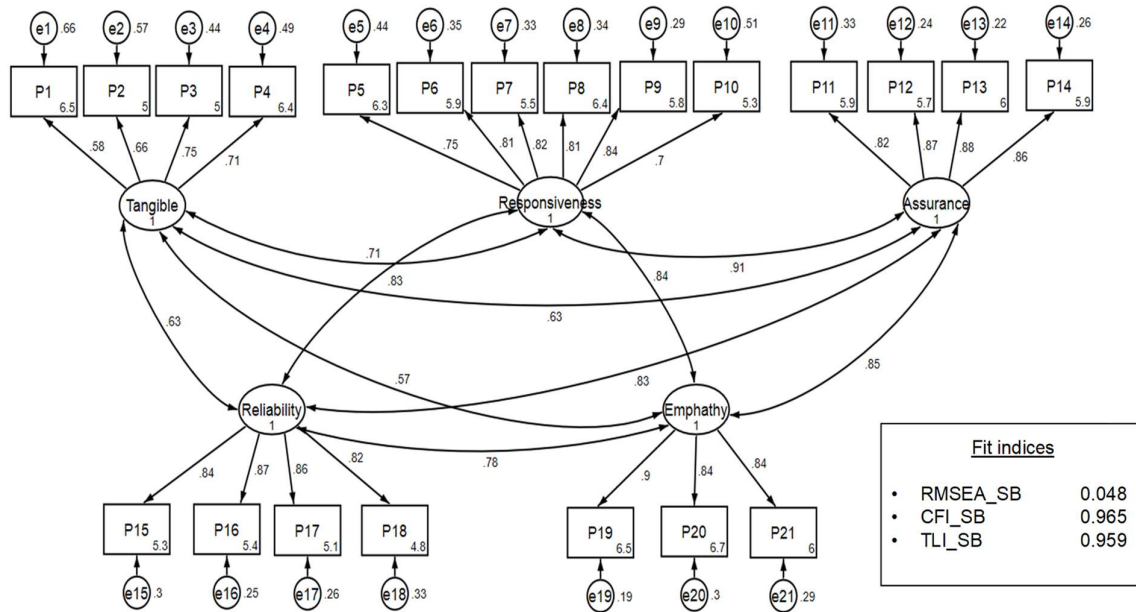 e1 .66 e2 .57 e3 .44 e4 .49 e5 .44 e6 .35 e7 .33 e8 .34 e9 .29 e10 .51 e11 .33 e12 .24 e13 .22 e14 .26
P1 P2 P3 P4 P5 P6 P7 P8 P9 P10 P11 P12 P13 P14
6.5 5 5 6.4 6.3 5.9 5.5 6.4 5.8 5.3 5.9 5.7 6 5.9
.58 .66 .75 .71 .75 .81 .82 .81 .84 .7 .82 .87 .88 .86
Tangible Responsiveness Assurance
1 1 1
.71 .83 .84 .91
.63 .63
.57 .83 .85
Reliability Emphathy
1 1
.78
.84 .87 .86 .82 .9 .84 .84
P15 P16 P17 P18 P19 P20 P21
5.3 5.4 5.1 4.8 6.5 6.7 6
e15 .3 e16 .25 e17 .26 e18 .33 e19 .19 e20 .3 e21 .29
Fit indices
• RMSEA_SB 0.048
• CFI_SB 0.965
• TLI_SB 0.959